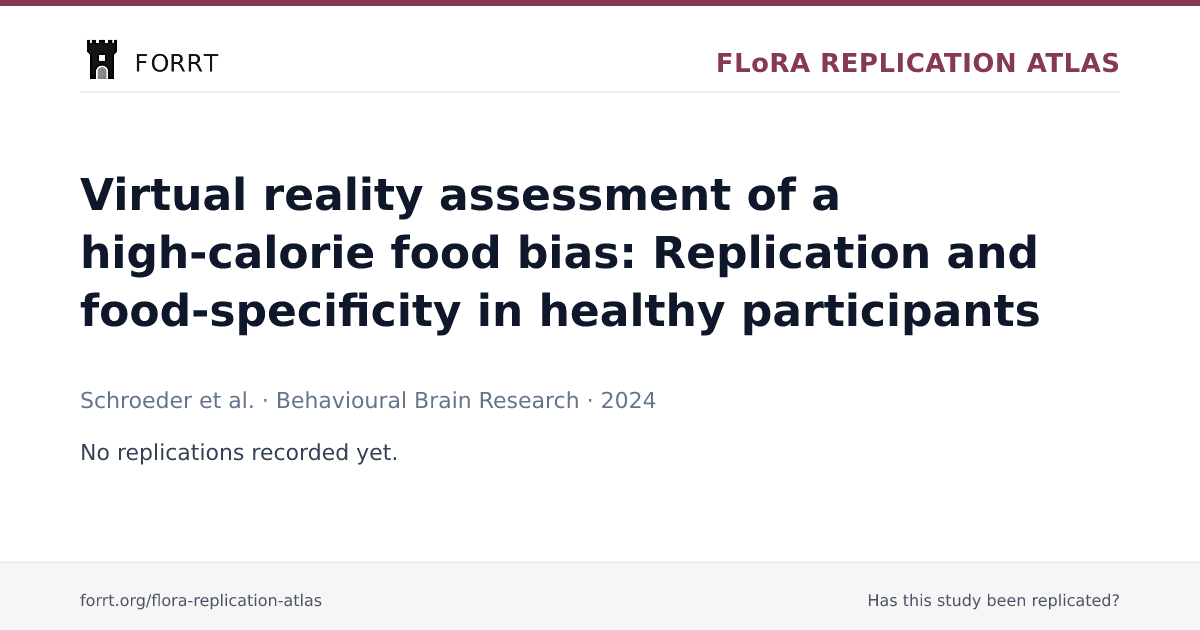 FORRT
FLoRA REPLICATION ATLAS
Virtual reality assessment of a
high-calorie food bias: Replication and
food-specificity in healthy participants
Schroeder et al. · Behavioural Brain Research · 2024
No replications recorded yet.
forrt.org/flora-replication-atlas
Has this study been replicated?